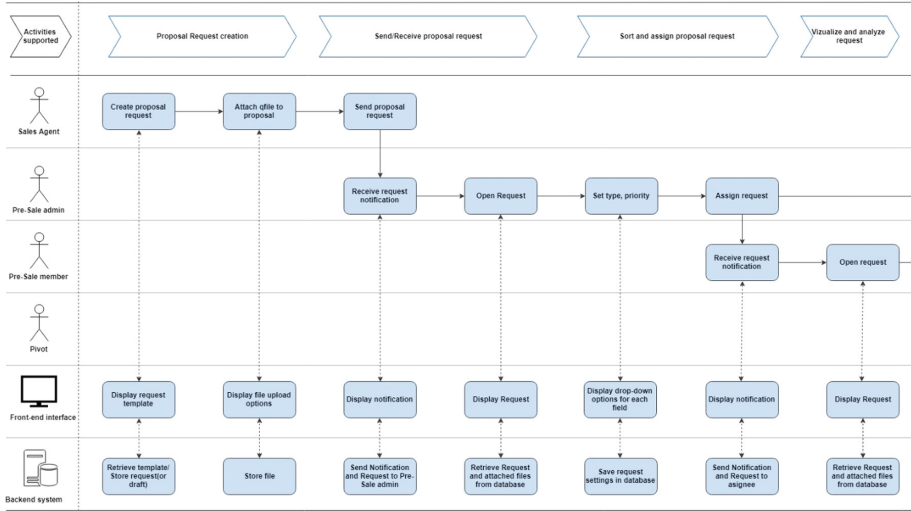 Activities
supported
Proposal Request creation
Send/Receive proposal request
Sort and assign proposal request
Vizualize and analyze
request
Sales Agent
Create proposal
request
Attach qfile to
proposal
Send proposal
request
Pre-Sale admin
Receive request
notification
Open Request
Set type, priority
Assign request
Pre-Sale member
Receive request
notification
Open request
Pivot
Front-end interface
Display request
template
Display file upload
options
Display notification
Display Request
Display drop-down
options for each
field
Display notification
Display Request
Backend system
Retrieve template/
Store request(or
draft)
Store file
Send Notification
and Request to Pre-
Sale admin
Retrieve Request
and attached files
from database
Save request
settings in database
Send Notification
and Request to
asignee
Retrieve Request
and attached files
from database